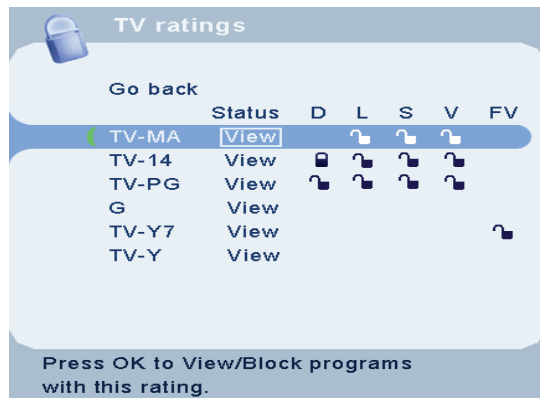 TV ratings
Go back
Status D L S V FV
TV-MA View
TV-14 View
TV-PG View
G View
TV-Y7 View
TV-Y View
Press OK to View/Block programs
with this rating.